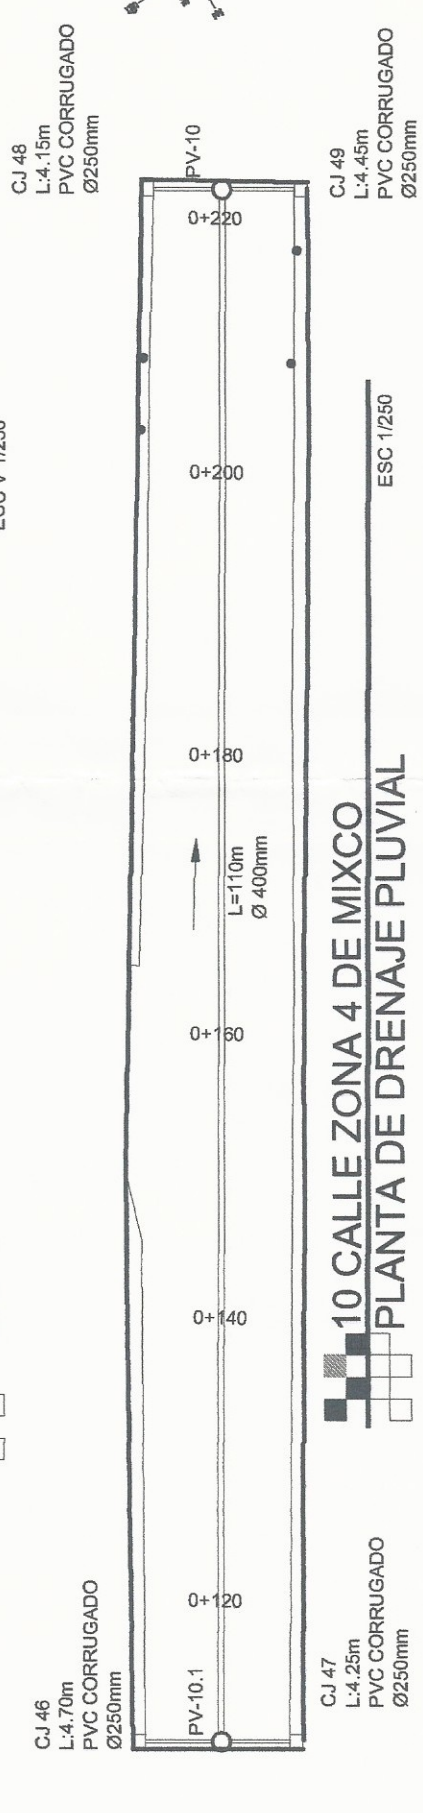 CJ 48
L:4.15m
PVC CORRUGADO
Ø250mm
PV-10
CJ 49
L:4.45m
PVC CORRUGADO
Ø250mm
0+220
0+200
ESC 1/250
0+180
L=110m
Ø 400mm
0+160
0+140
10 CALLE ZONA 4 DE MIXCO
PLANTA DE DRENAJE PLUVIAL
0+120
CJ 46
L:4.70m
PVC CORRUGADO
Ø250mm
PV-10.1
CJ 47
L:4.25m
PVC CORRUGADO
Ø250mm